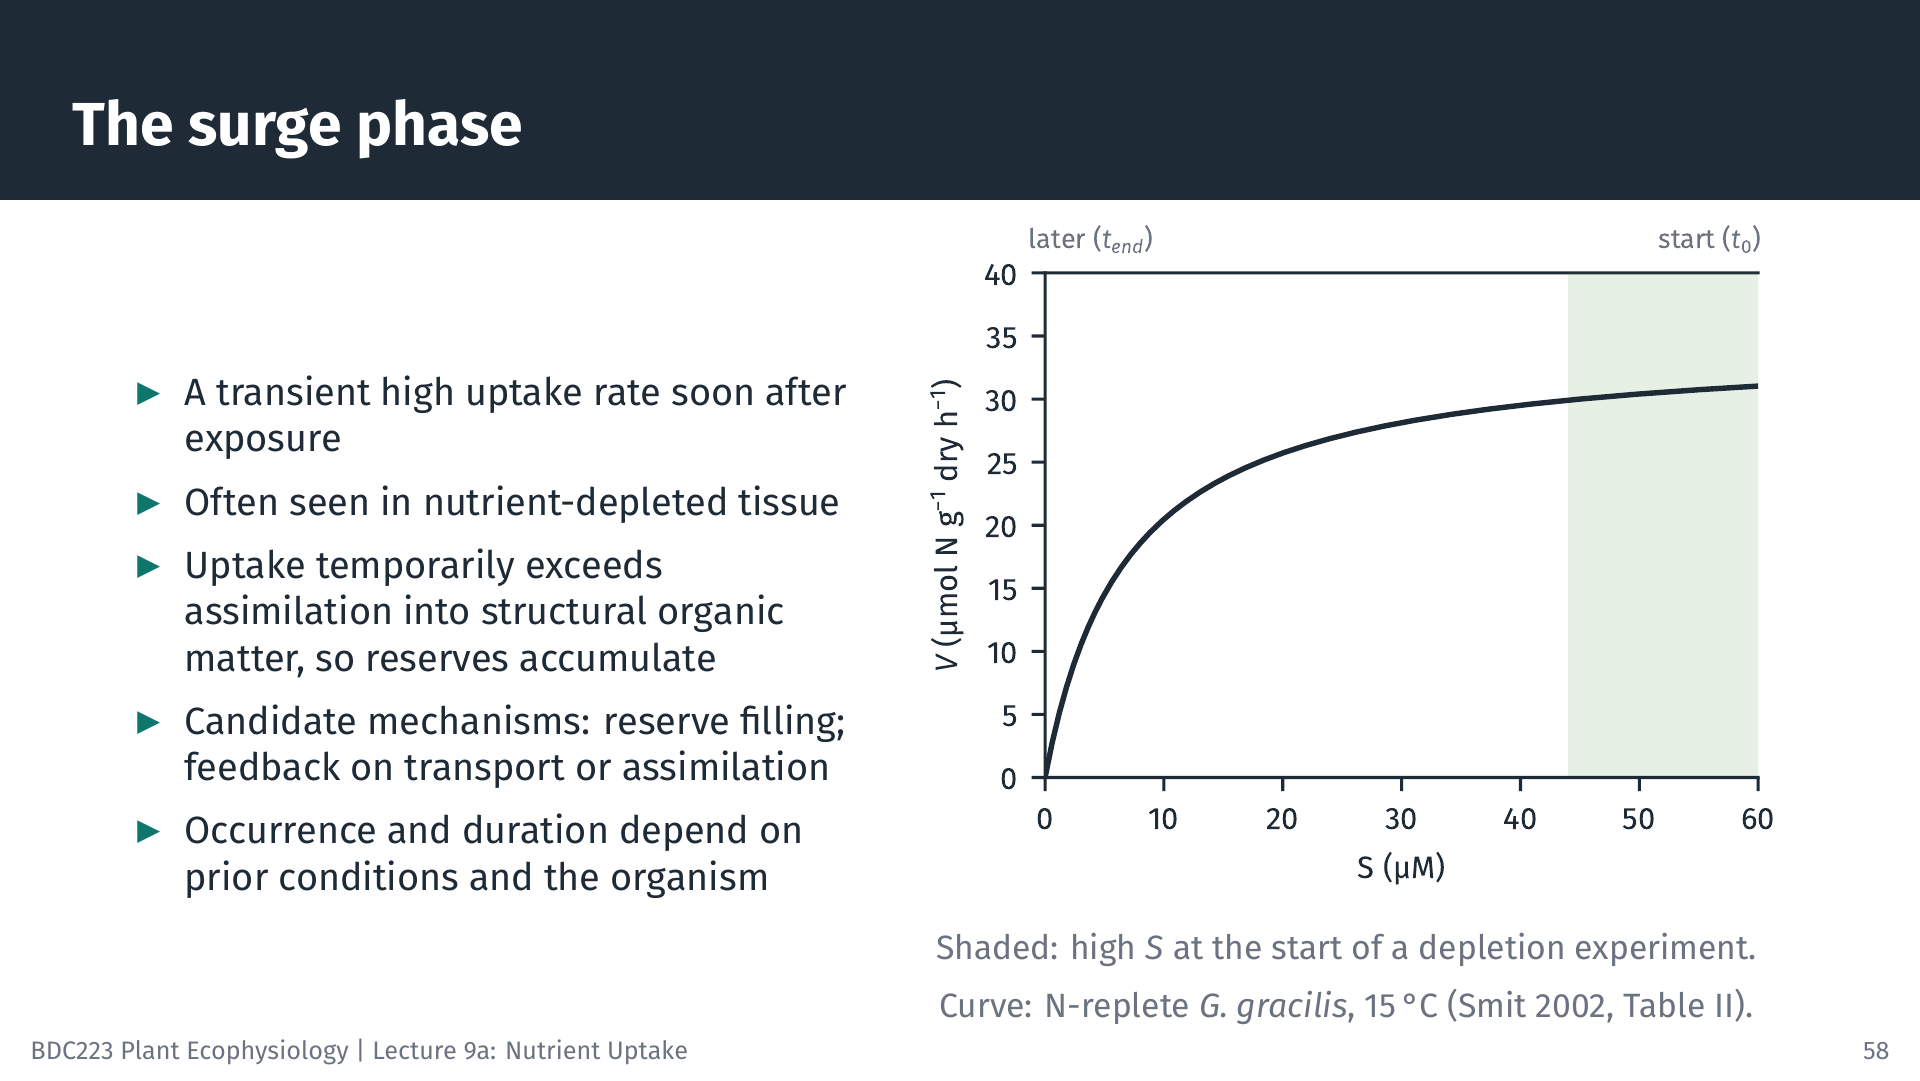 The surge phase
▶ A transient high uptake rate soon after
exposure
▶ Often seen in nutrient-depleted tissue
▶ Uptake temporarily exceeds
assimilation into structural organic
matter, so reserves accumulate
▶ Candidate mechanisms: reserve filling;
feedback on transport or assimilation
▶ Occurrence and duration depend on
prior conditions and the organism
later (t_end) start (t_0)
40
35
30
25
20
15
10
5
0
V (µmol N g⁻¹ dry h⁻¹)
0 10 20 30 40 50 60
S (µM)
Shaded: high S at the start of a depletion experiment.
Curve: N-replete G. gracilis, 15 °C (Smit 2002, Table II).
BDC223 Plant Ecophysiology | Lecture 9a: Nutrient Uptake 58